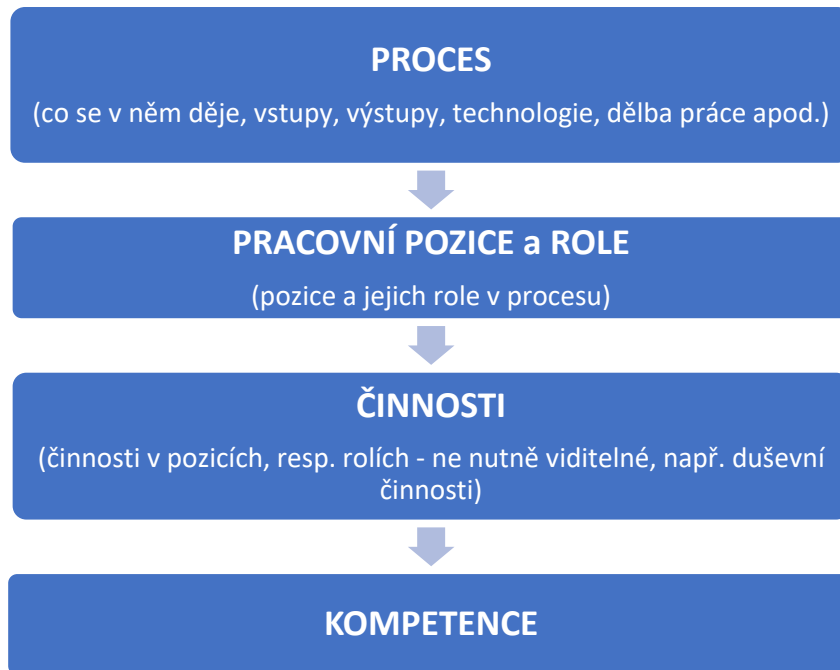 PROCES
(co se v něm děje, vstupy, výstupy, technologie, dělba práce apod.)
PRACOVNÍ POZICE a ROLE
(pozice a jejich role v procesu)
ČINNOSTI
(činnosti v pozicích, resp. rolích - ne nutně viditelné, např. duševní
činnosti)
KOMPETENCE